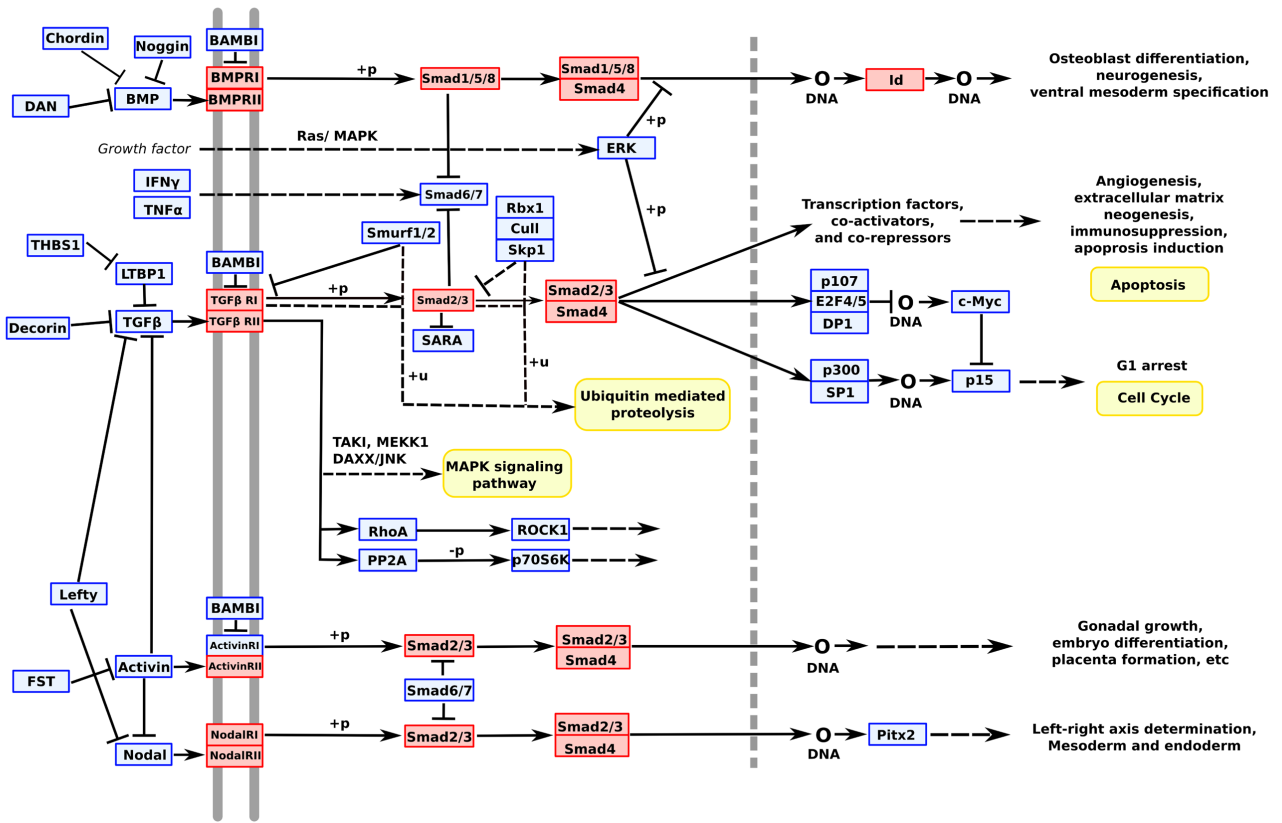 Chordin
Noggin
DAN
BMP
BAMBI
BMPRI
BMPRII
+p
Smad1/5/8
Smad1/5/8
Smad4
O
DNA
Id
O
DNA
Osteoblast differentiation,
neurogenesis,
ventral mesoderm specification
Growth factor
Ras/ MAPK
ERK
+p
+p
IFNγ
TNFα
Smad6/7
Rbx1
Cull
Skp1
Smurf1/2
THBS1
LTBP1
Decorin
TGFβ
BAMBI
TGFβ RI
TGFβ RII
+p
Smad2/3
SARA
Smad2/3
Smad4
Transcription factors,
co-activators,
and co-repressors
Angiogenesis,
extracellular matrix
neogenesis,
immunosuppression,
apoprosis induction
Apoptosis
p107
E2F4/5
DP1
O
DNA
c-Myc
p300
SP1
O
DNA
p15
G1 arrest
Cell Cycle
+u
+u
Ubiquitin mediated
proteolysis
TAKI, MEKK1
DAXX/JNK
MAPK signaling
pathway
RhoA
ROCK1
PP2A
-p
p70S6K
Lefty
FST
Activin
BAMBI
ActivinRI
ActivinRII
+p
Smad2/3
Smad2/3
Smad4
O
DNA
Gonadal growth,
embryo differentiation,
placenta formation, etc
Smad6/7
Nodal
NodalRI
NodalRII
+p
Smad2/3
Smad2/3
Smad4
O
DNA
Pitx2
Left-right axis determination,
Mesoderm and endoderm